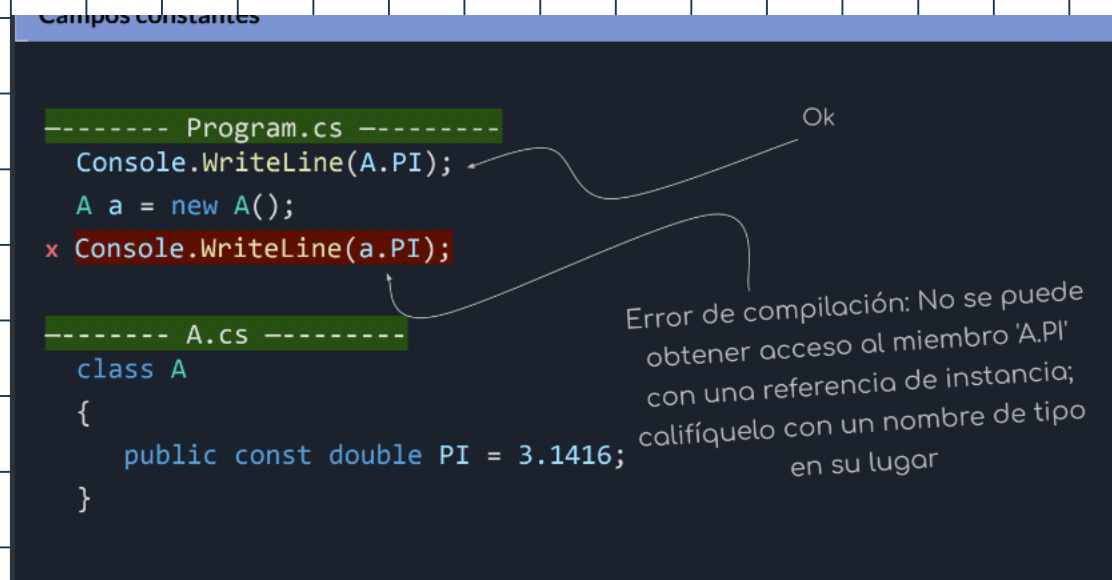 Campos constantes
—------- Program.cs —--------
Ok
Console.WriteLine(A.PI);
A a = new A();
x Console.WriteLine(a.PI);
Error de compilación: No se puede
obtener acceso al miembro 'A.PI'
con una referencia de instancia;
califíquelo con un nombre de tipo
en su lugar
—------- A.cs —---------
class A
{
public const double PI = 3.1416;
}